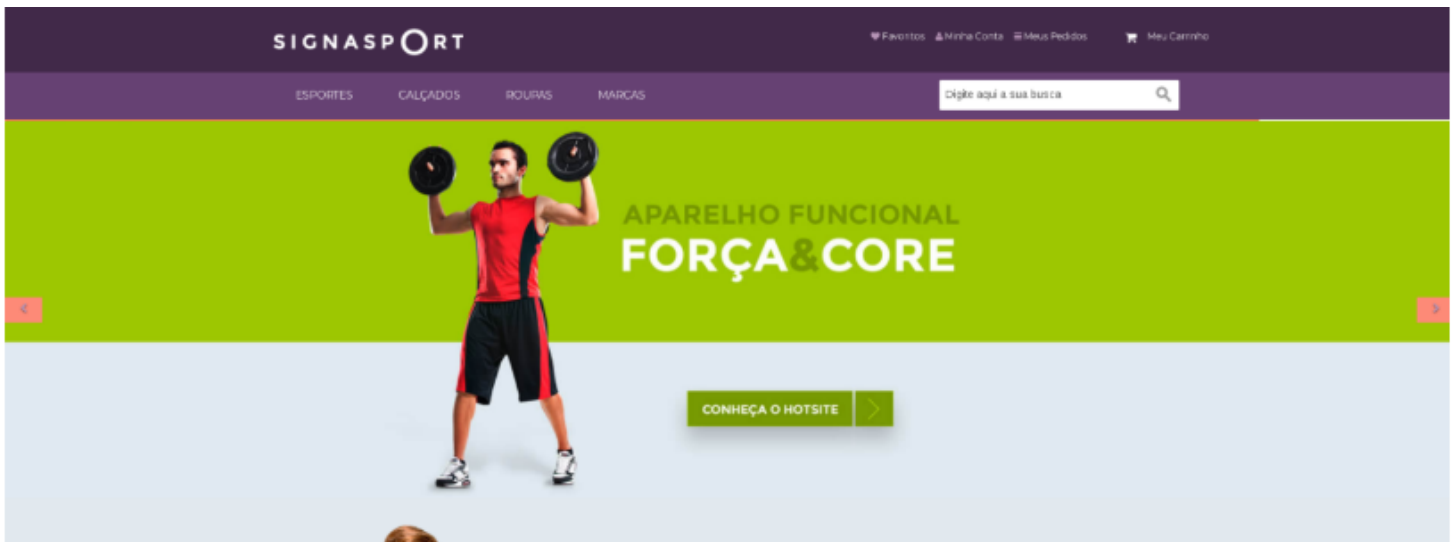 SIGNASPORT
Favoritos Minha Conta Meus Pedidos Meu Carrinho
ESPORTES CALÇADOS ROUPAS MARCAS
Digite aqui a sua busca
APARELHO FUNCIONAL
FORÇA&CORE
CONHEÇA O HOTSITE